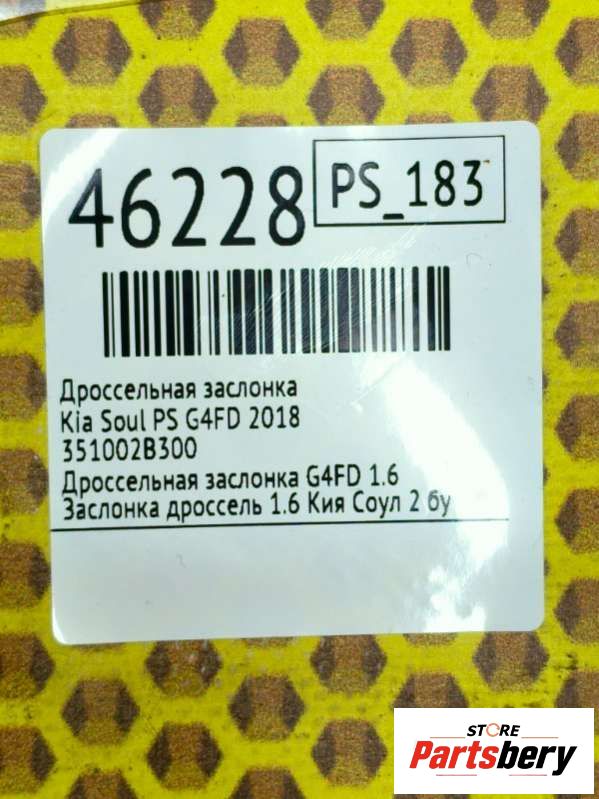 46228
PS_183
Дроссельная заслонка
Kia Soul PS G4FD 2018
351002B300
Дроссельная заслонка G4FD 1.6
Заслонка дроссель 1.6 Кия Соул 2 бу
STORE
Partsbery